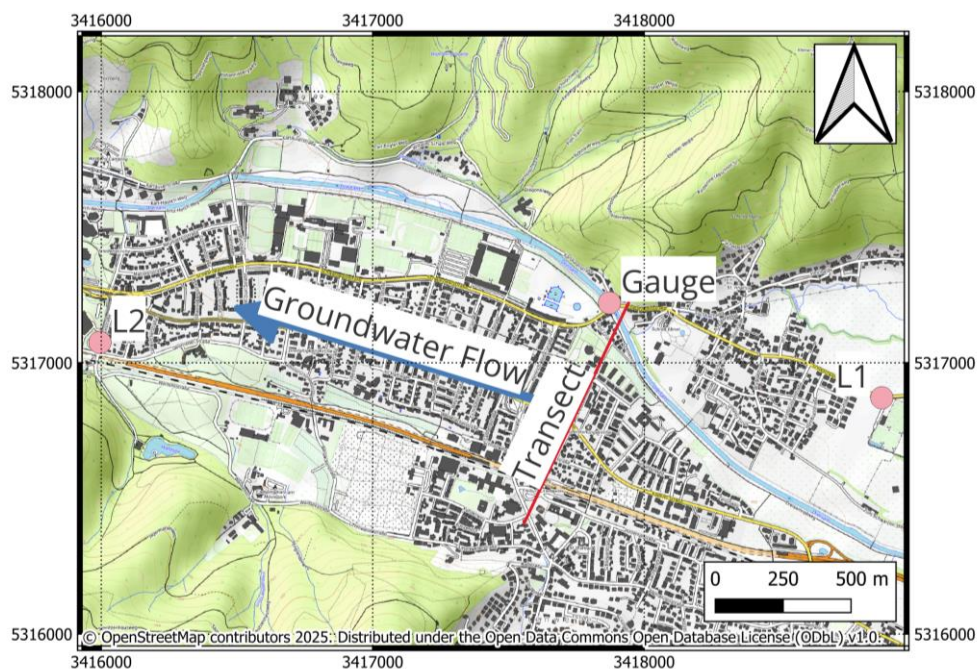 3416000 3417000 3418000
5318000 5318000
Gauge
L2
Groundwater Flow
5317000 5317000
L1
Transect
0 250 500 m
5316000 5316000
© OpenStreetMap contributors 2025: Distributed under the Open Data Commons Open Database License (ODbL) v1.0.
3416000 3417000 3418000